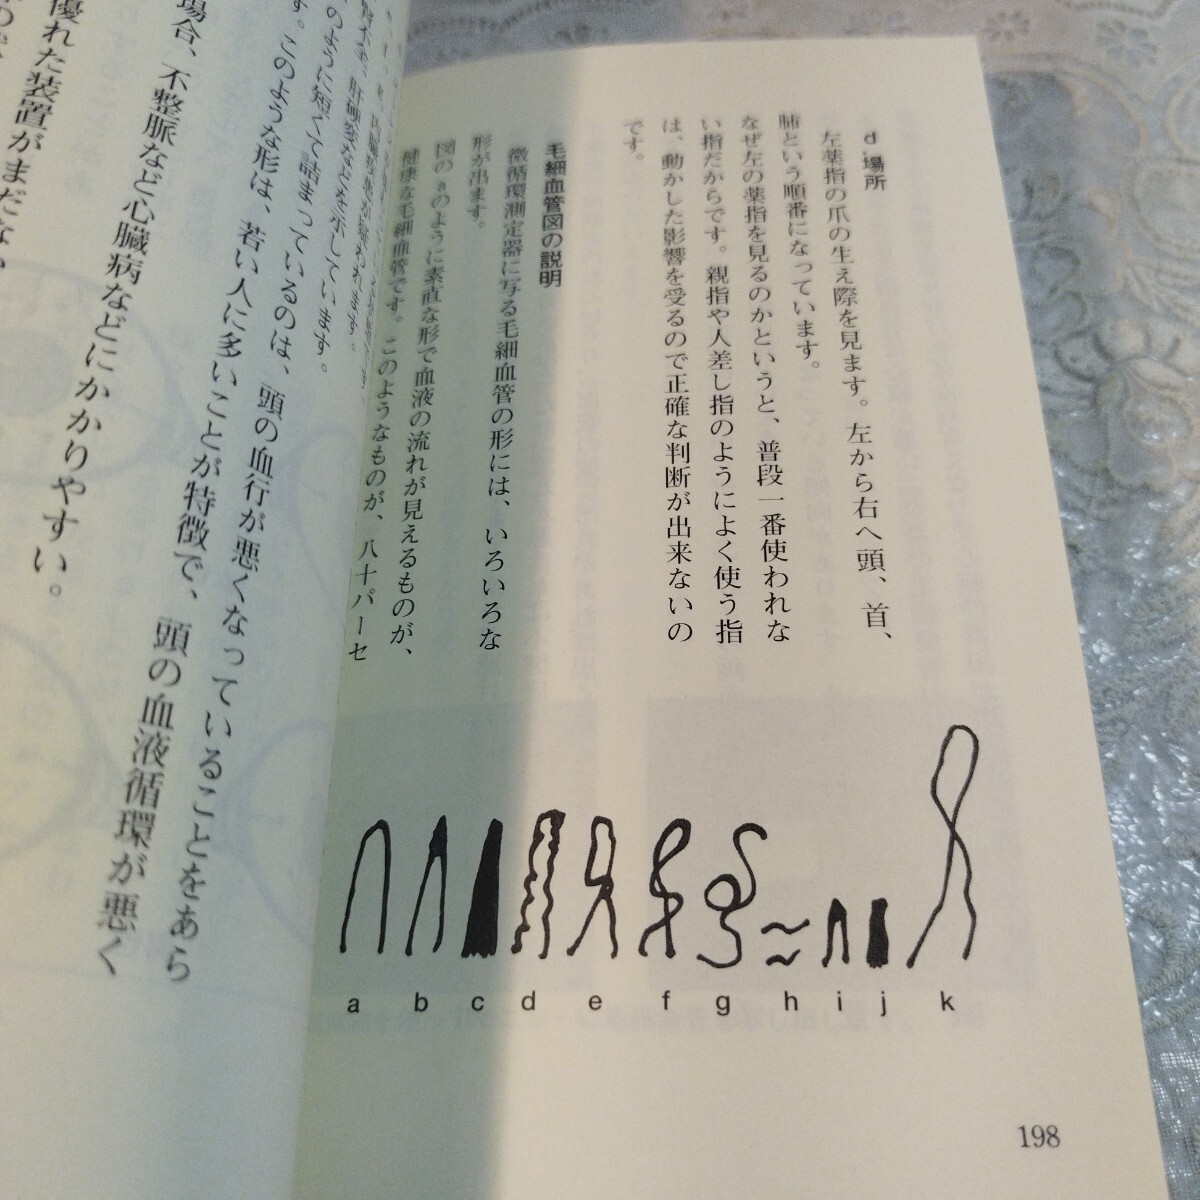 d・場所
左薬指の爪の生え際を見ます。左から右へ頭、首、
肺という順番になっています。
なぜ左の薬指を見るのかというと、普段一番使われな
い指だからです。親指や人差し指のようによく使う指
は、動かした影響を受るので正確な判断が出来ないの
です。
毛細血管図の説明
微循環測定器に写る毛細血管の形には、いろいろな
形が出ます。
図のaのように素直な形で血液の流れが見えるものが、
健康な毛細血管です。このようなものが、八十パーセ
a b c d e f g h i j k
198
肝硬変などを示しています。
のように短くて詰まっているのは、頭の血行が悪くなっていることをあら
す。このような形は、若い人に多いことが特徴で、頭の血液循環が悪く
場合、不整脈など心臓病などにかかりやすい。
優れた装置がまだない